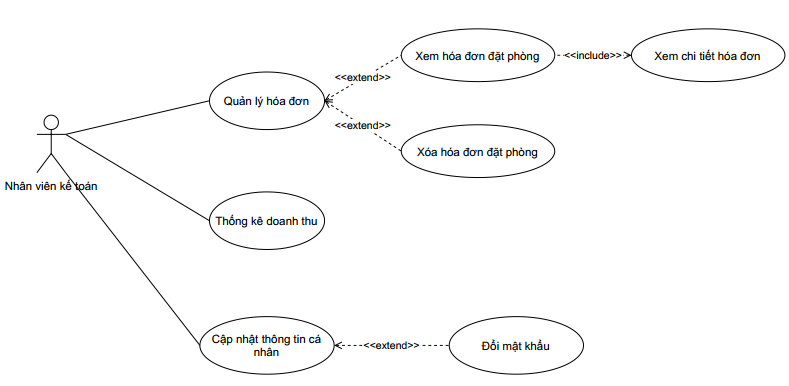 Xem hóa đơn đặt phòng
<<include>>
Xem chi tiết hóa đơn
<<extend>>
Quản lý hóa đơn
<<extend>>
Xóa hóa đơn đặt phòng
Nhân viên kế toán
Thống kê doanh thu
Cập nhật thông tin cá
nhân
<<extend>>
Đổi mật khẩu